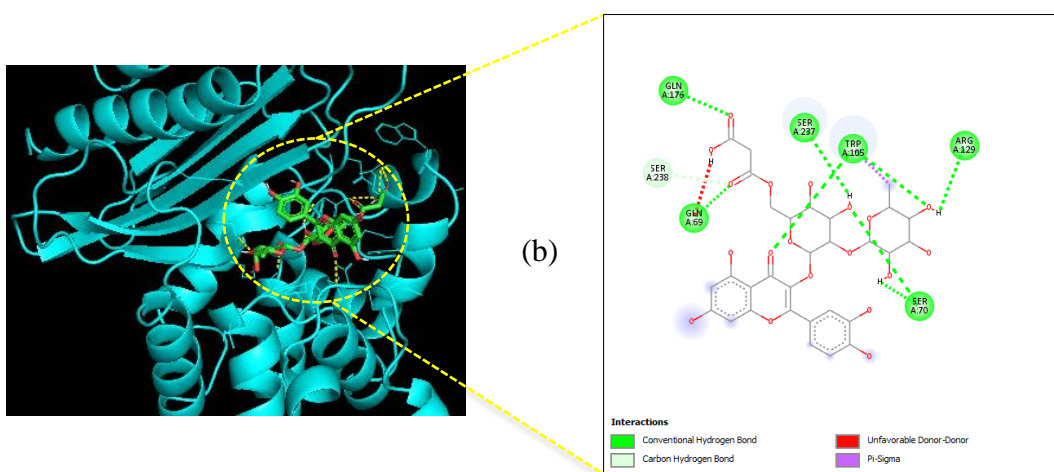 GLN
A:176
SER
A:237
TRP
A:105
ARG
A:129
SER
A:238
GLN
A:69
SER
A:70
O
H
O
O
O
O
H
O
O
O
H
O
O
O
O
H
O
O
O
O
O
O
O
(b)
Interactions
Conventional Hydrogen Bond
Carbon Hydrogen Bond
Unfavorable Donor-Donor
Pi-Sigma